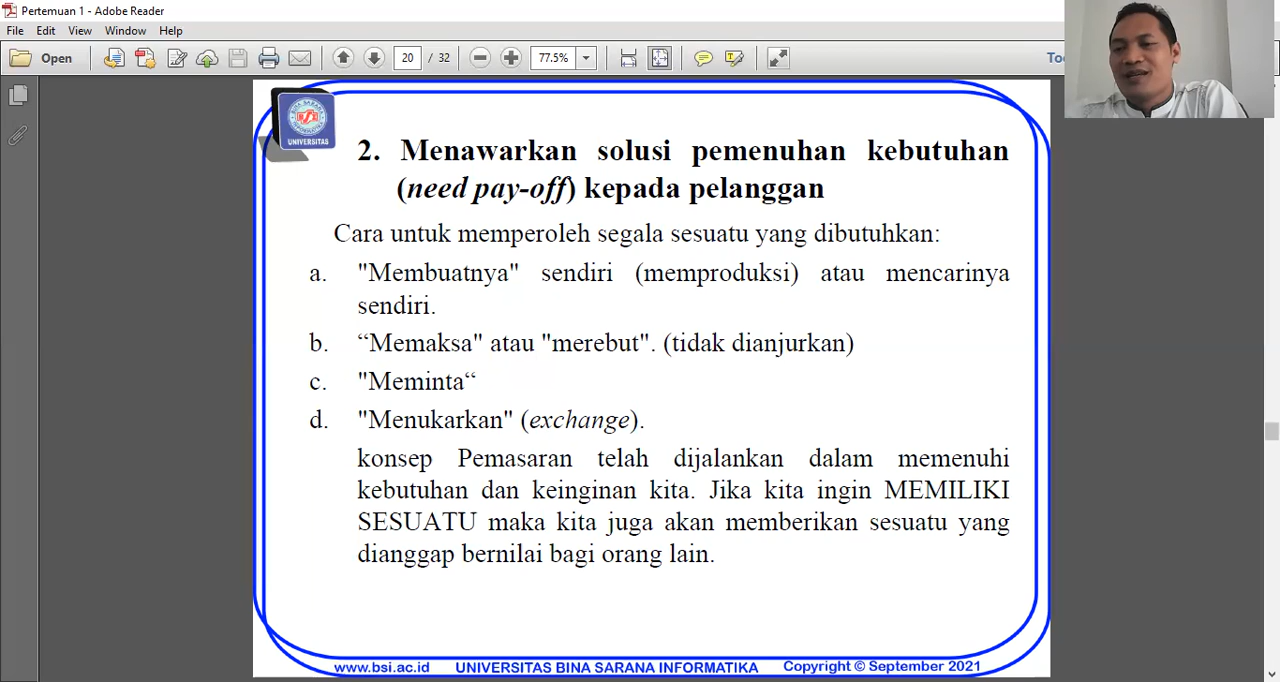 Pertemuan 1 - Adobe Reader
File Edit View Window Help
Open 20 / 32 77.5%
BINA SARANA INFORMATIKA
UNIVERSITAS
2. Menawarkan solusi pemenuhan kebutuhan
(need pay-off) kepada pelanggan
Cara untuk memperoleh segala sesuatu yang dibutuhkan:
a. "Membuatnya" sendiri (memproduksi) atau mencarinya
sendiri.
b. “Memaksa" atau "merebut". (tidak dianjurkan)
c. "Meminta“
d. "Menukarkan" (exchange).
konsep Pemasaran telah dijalankan dalam memenuhi
kebutuhan dan keinginan kita. Jika kita ingin MEMILIKI
SESUATU maka kita juga akan memberikan sesuatu yang
dianggap bernilai bagi orang lain.
www.bsi.ac.id UNIVERSITAS BINA SARANA INFORMATIKA Copyright © September 2021